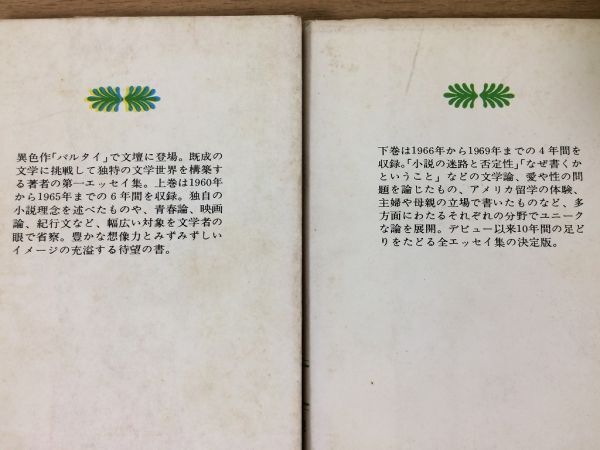 異色作「パルタイ」で文壇に登場。既成の
文学に挑戦して独特の文学世界を構築す
る著者の第一エッセイ集。上巻は1960年
から1965年までの6年間を収録。独自の
小説理念を述べたものや、青春論、映画
論、紀行文など、幅広い対象を文学者の
眼で省察。豊かな想像力とみずみずしい
イメージの充溢する待望の書。
下巻は1966年から1969年までの4年間を
収録。「小説の迷路と否定性」「なぜ書くか
ということ」などの文学論、愛や性の問
題を論じたもの、アメリカ留学の体験、
主婦や母親の立場で書いたものなど、多
方面にわたるそれぞれの分野でユニーク
な論を展開。デビュー以来10年間の足ど
りをたどる全エッセイ集の決定版。